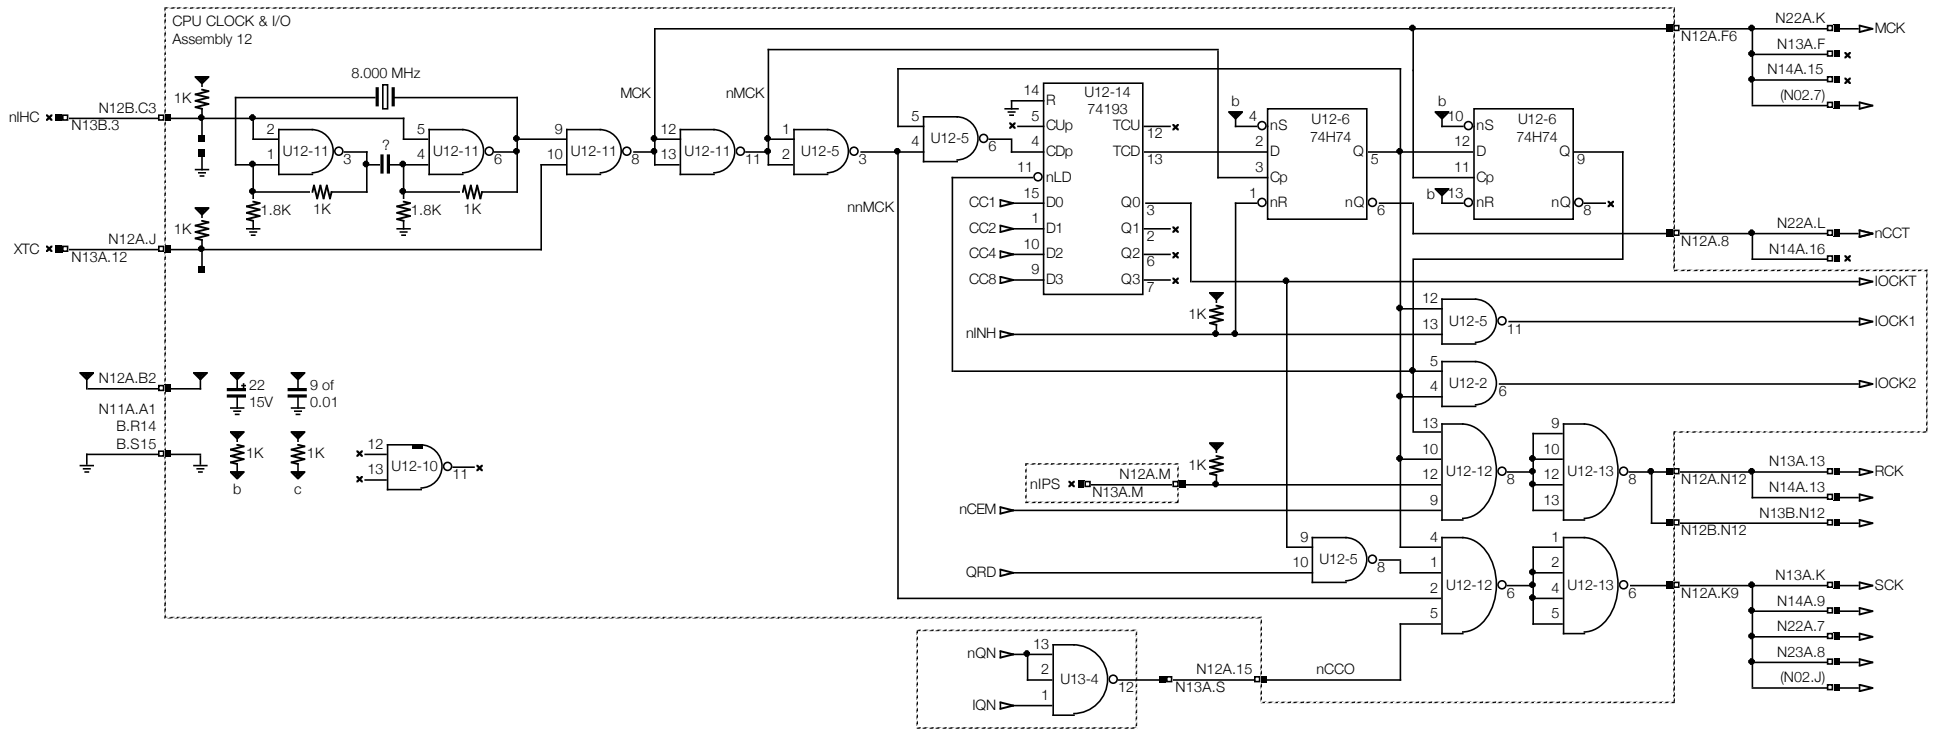 CPU CLOCK & I/O
Assembly 12
8.000 MHz
1K
nIHC
N12B.C3
N13B.3
2
1
U12-11
3
?
5
4
U12-11
6
1.8K
1K
1.8K
1K
1K
XTC
N12A.J
N13A.12
9
10
U12-11
8
MCK
12
13
U12-11
11
nMCK
1
2
U12-5
3
nnMCK
5
4
U12-5
6
U12-14
74193
14
R
5
CUp
4
CDp
11
nLD
15
D0
1
D1
10
D2
9
D3
TCU
12
TCD
13
Q0
3
Q1
2
Q2
6
Q3
7
CC1
CC2
CC4
CC8
b
4
nS
U12-6
74H74
2
D
Q
5
3
Cp
1
nR
nQ
6
b
10
nS
U12-6
74H74
12
D
Q
9
11
Cp
b
13
nR
nQ
8
N12A.F6
N22A.K
MCK
N13A.F
N14A.15
(N02.7)
N12A.8
N22A.L
nCCT
N14A.16
IOCKT
1K
nINH
12
13
U12-5
11
IOCK1
5
4
U12-2
6
IOCK2
N12A.B2
N11A.A1
B.R14
B.S15
+
22
15V
9 of
0.01
1K
b
1K
c
12
13
U12-10
11
1K
nIPS
N12A.M
N13A.M
nCEM
13
10
12
9
U12-12
8
9
10
12
13
U12-13
8
N12A.N12
N13A.13
RCK
N14A.13
N12B.N12
N13B.N12
QRD
9
10
U12-5
8
4
1
2
5
U12-12
6
1
2
4
5
U12-13
6
N12A.K9
N13A.K
SCK
N14A.9
N22A.7
N23A.8
(N02.J)
nQN
IQN
13
2
1
U13-4
12
N12A.15
N13A.S
nCCO